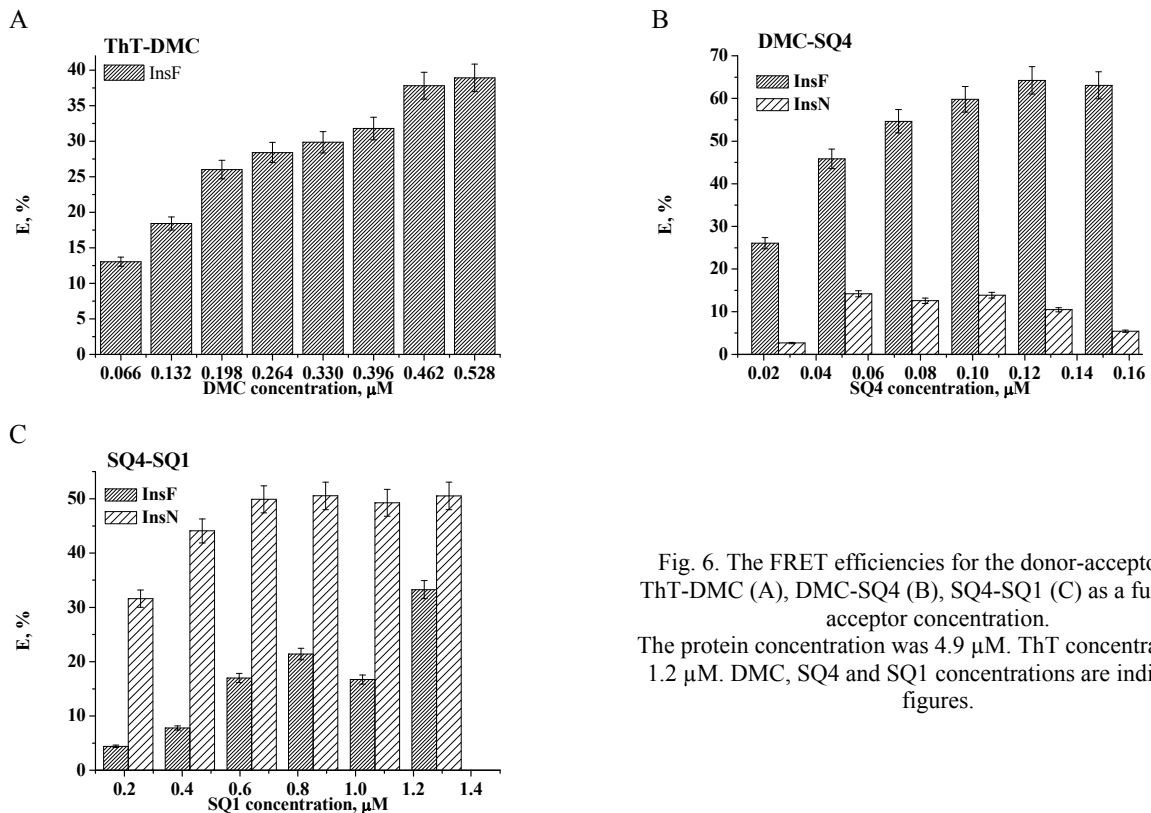 A
ThT-DMC
InsF
E, %
40
35
30
25
20
15
10
5
0
0.066 0.132 0.198 0.264 0.330 0.396 0.462 0.528
DMC concentration, µM
B
DMC-SQ4
InsF
InsN
E, %
70
60
50
40
30
20
10
0
0.02 0.04 0.06 0.08 0.10 0.12 0.14 0.16
SQ4 concentration, µM
C
SQ4-SQ1
InsF
InsN
E, %
50
40
30
20
10
0
0.2 0.4 0.6 0.8 1.0 1.2 1.4
SQ1 concentration, µM
Fig. 6. The FRET efficiencies for the
ThT-DMC (A), DMC-SQ4 (B), SQ4-SQ1 (C) as a
acceptor concentration.
The protein concentration was 4.9 µM. ThT
1.2 µM. DMC, SQ4 and SQ1 concentrations are
figures.